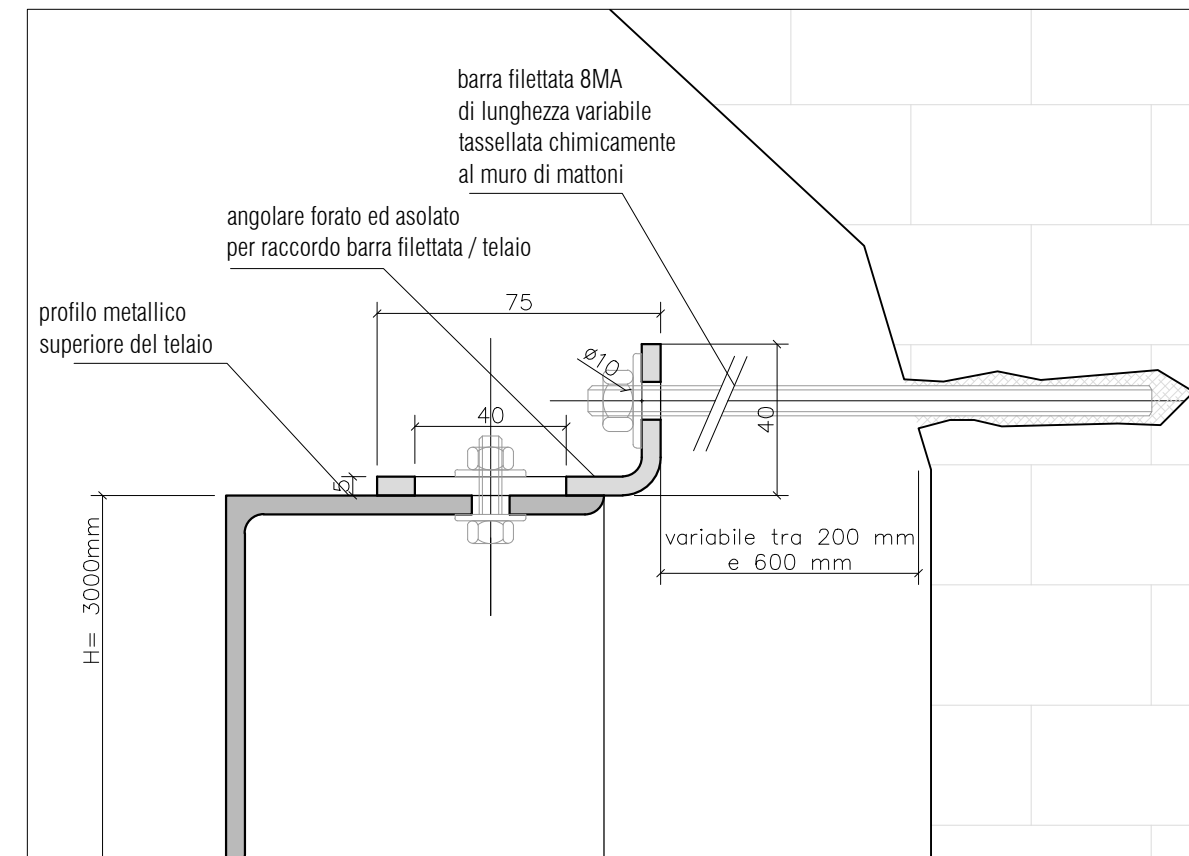 barra filettata 8MA
di lunghezza variabile
tassellata chimicamente
al muro di mattoni
angolare forato ed asolato
per raccordo barra filettata / telaio
profilo metallico
superiore del telaio
75
ø10
40
40
5
variabile tra 200 mm
e 600 mm
H= 3000mm